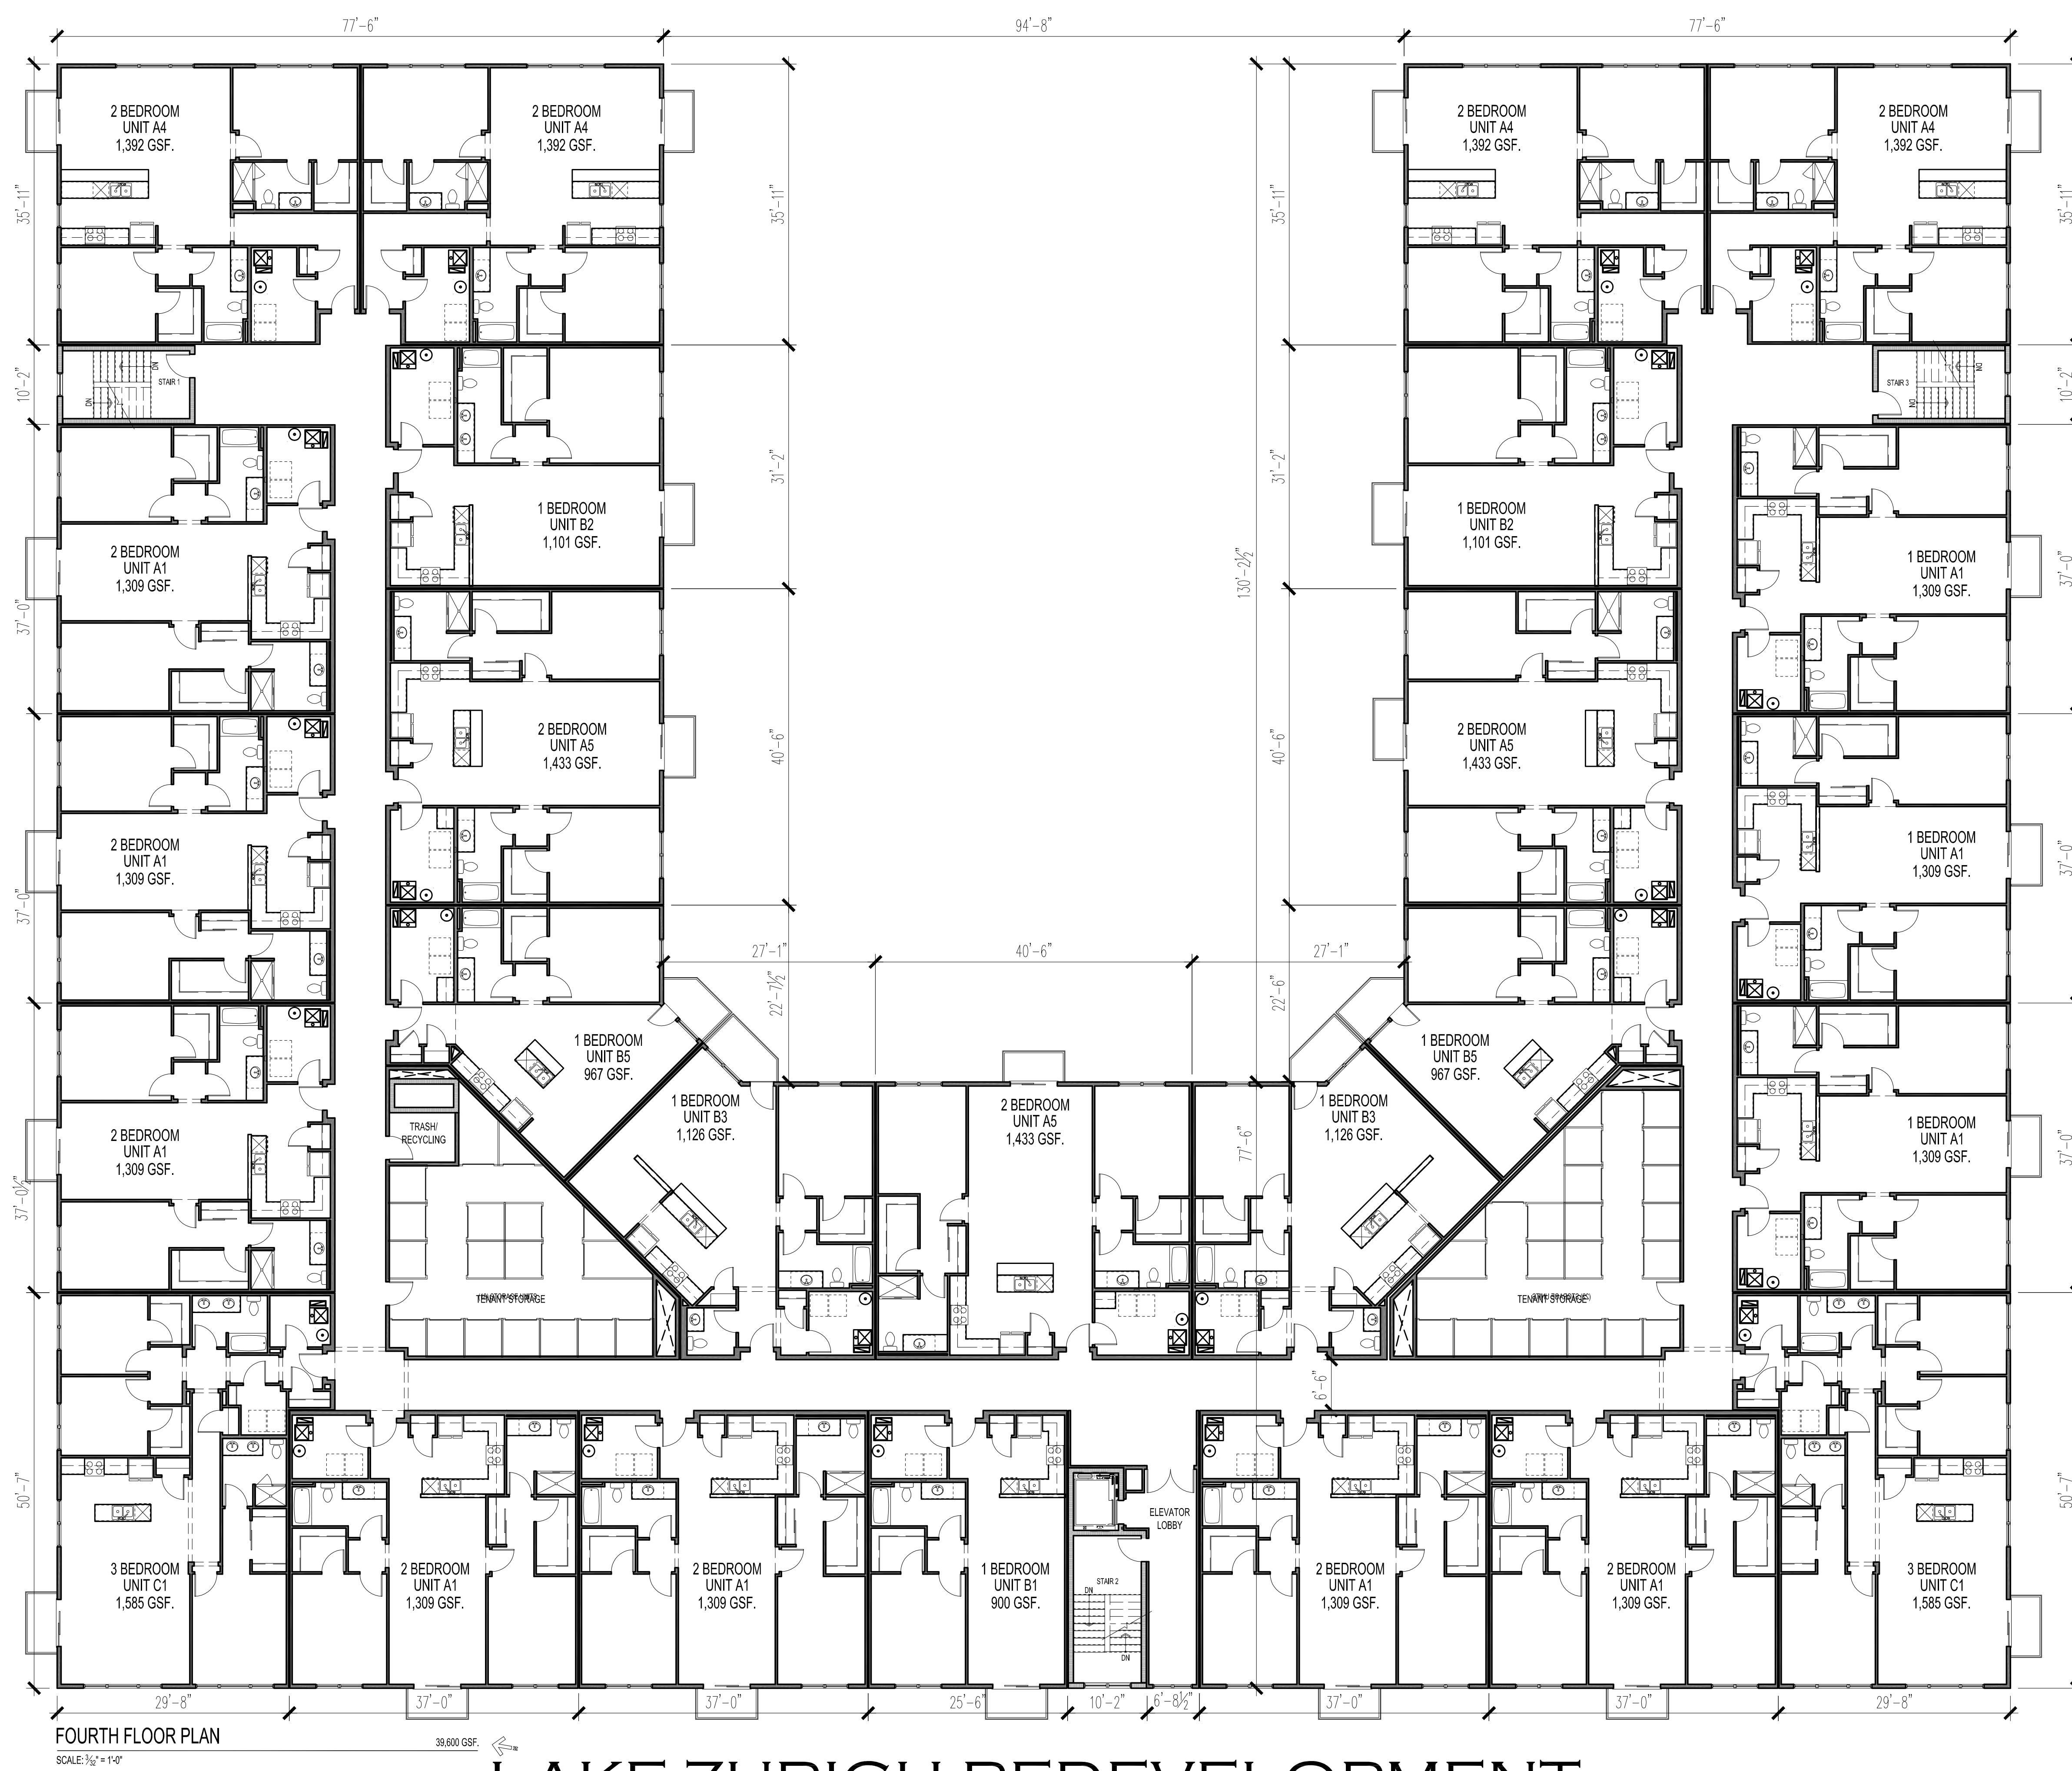 77'-6"
94'-8"
77'-6"
2 BEDROOM
UNIT A4
1,392 GSF.
2 BEDROOM
UNIT A4
1,392 GSF.
2 BEDROOM
UNIT A4
1,392 GSF.
2 BEDROOM
UNIT A4
1,392 GSF.
35'-11"
35'-11"
35'-11"
35'-11"
10'-2"
STAIR 1
DN
DN
STAIR 3
DN
DN
10'-2"
31'-2"
31'-2"
130'-2½"
1 BEDROOM
UNIT B2
1,101 GSF.
1 BEDROOM
UNIT B2
1,101 GSF.
2 BEDROOM
UNIT A1
1,309 GSF.
1 BEDROOM
UNIT A1
1,309 GSF.
37'-0"
37'-0"
2 BEDROOM
UNIT A5
1,433 GSF.
2 BEDROOM
UNIT A5
1,433 GSF.
40'-6"
40'-6"
2 BEDROOM
UNIT A1
1,309 GSF.
1 BEDROOM
UNIT A1
1,309 GSF.
37'-0"
37'-0"
27'-1"
40'-6"
27'-1"
22'-7½"
22'-6"
1 BEDROOM
UNIT B5
967 GSF.
1 BEDROOM
UNIT B5
967 GSF.
1 BEDROOM
UNIT B3
1,126 GSF.
2 BEDROOM
UNIT A5
1,433 GSF.
1 BEDROOM
UNIT B3
1,126 GSF.
77'-6"
TRASH/
RECYCLING
2 BEDROOM
UNIT A1
1,309 GSF.
1 BEDROOM
UNIT A1
1,309 GSF.
37'-0½"
37'-0"
TENANT STORAGE
TENANT STORAGE
6'-6"
50'-7"
50'-7"
ELEVATOR
LOBBY
STAIR 2
DN
DN
3 BEDROOM
UNIT C1
1,585 GSF.
2 BEDROOM
UNIT A1
1,309 GSF.
2 BEDROOM
UNIT A1
1,309 GSF.
1 BEDROOM
UNIT B1
900 GSF.
2 BEDROOM
UNIT A1
1,309 GSF.
2 BEDROOM
UNIT A1
1,309 GSF.
3 BEDROOM
UNIT C1
1,585 GSF.
29'-8"
37'-0"
37'-0"
25'-6"
10'-2"
6'-8½"
37'-0"
37'-0"
29'-8"
FOURTH FLOOR PLAN
39,600 GSF.
SCALE: 3/32" = 1'-0"
LAKE ZURICH REDEVELOPMENT